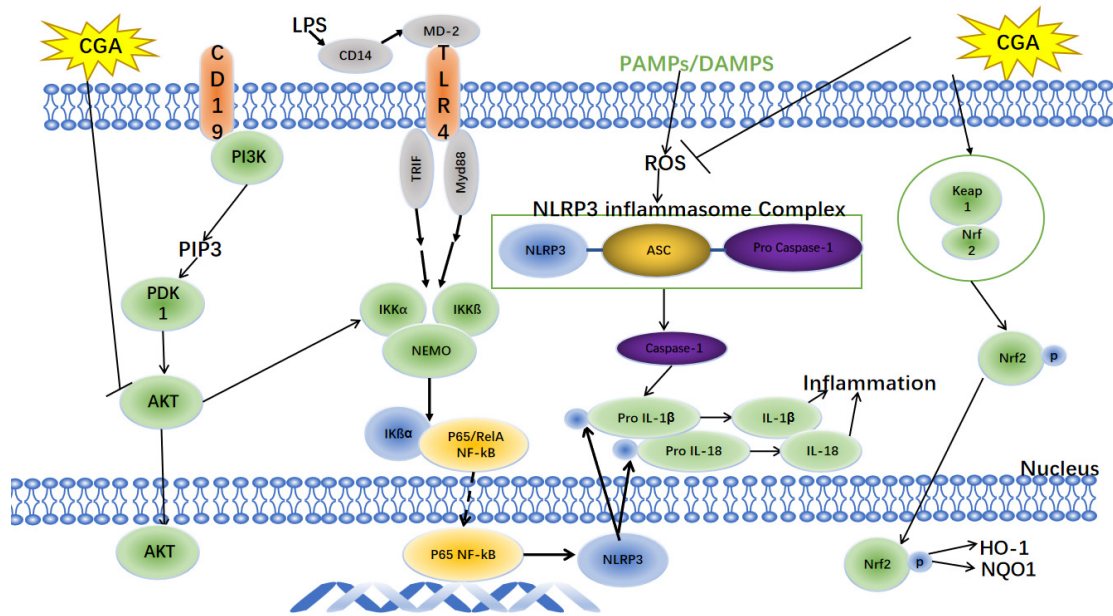 CGA
CD19
LPS
CD14
MD-2
TLR4
PAMPs/DAMPS
CGA
PI3K
TRIF
Myd88
ROS
Keap
1
Nrf
2
NLRP3 inflammasome Complex
NLRP3
ASC
Pro Caspase-1
PIP3
PDK
1
IKKα
IKKß
NEMO
Caspase-1
Nrf2
p
AKT
Inflammation
IKßα
P65/RelA
NF-kB
Pro IL-1β
IL-1β
Pro IL-18
IL-18
Nucleus
AKT
P65 NF-kB
NLRP3
Nrf2
p
HO-1
NQO1